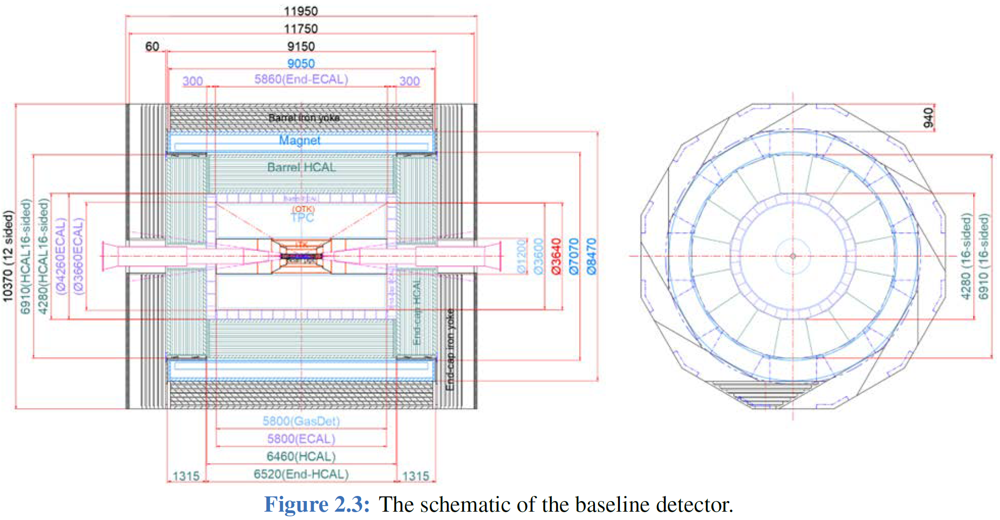 11950
11750
60
9150
9050
300
5860(End-ECAL)
300
Barrel iron yoke
Magnet
Barrel HCAL
Barrel ECAL
(OTK)
TPC
ITK
10370 (12 sided)
6910(HCAL16-sided)
4280(HCAL16-sided)
(Ø4260ECAL)
(Ø3660ECAL)
End-cap HCAL
End-cap iron yoke
Ø1200
Ø3600
Ø3640
Ø7070
Ø8470
5800(GasDet)
5800(ECAL)
6460(HCAL)
1315
6520(End-HCAL)
1315
940
4280 (16-sided)
6910 (16-sided)
Figure 2.3: The schematic of the baseline detector.